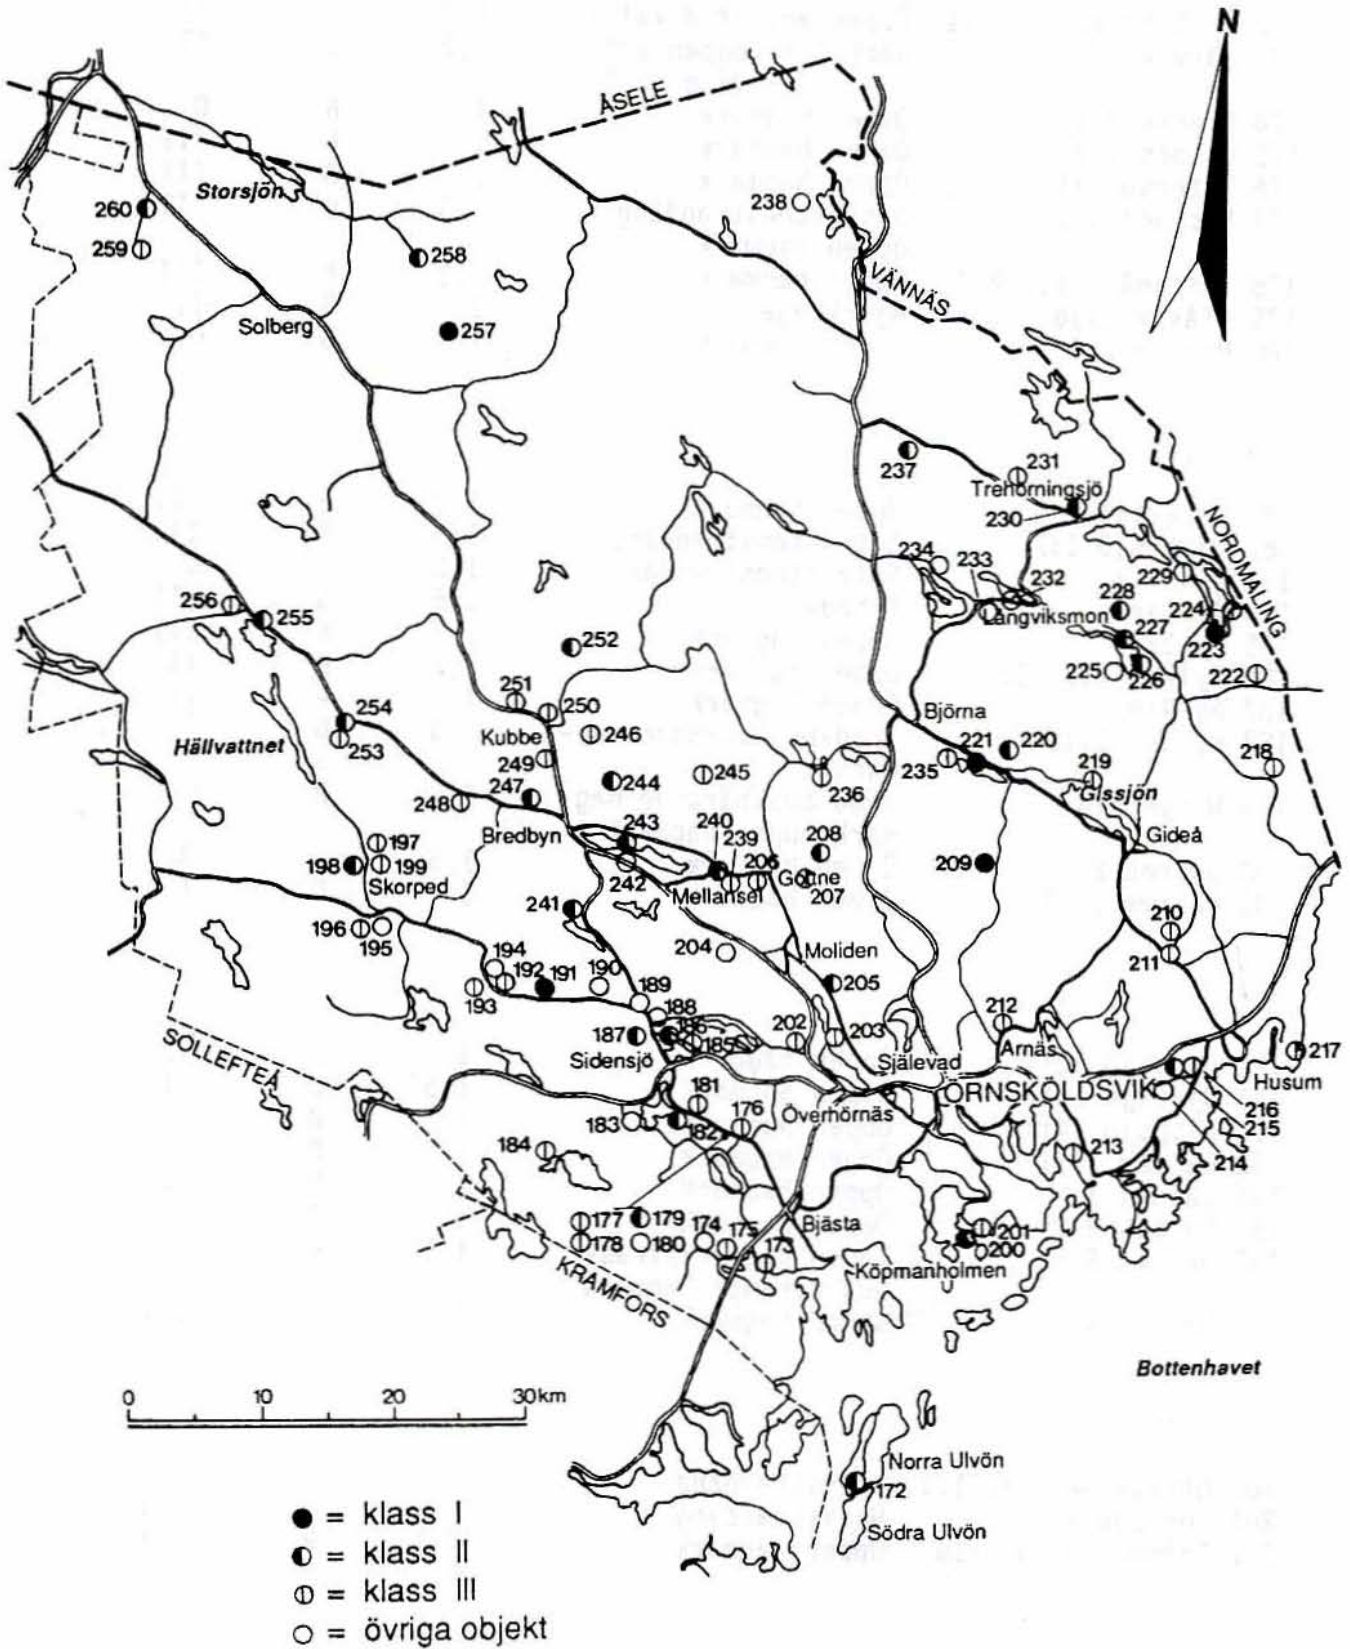 N
ÅSELE
Storsjön
238
260
258
259
VÄNNÄS
Solberg
257
231
237
Trehörningsjö
230
NORDMALING
234
233
229
232
228
256
224
255
Långviksmon
227
223
252
225
226
222
251
250
254
Björna
246
Kubbe
221
220
Hällvattnet
253
249
218
235
219
245
244
236
247
Gissjön
248
243
240
208
Bredbyn
239
Gideå
197
206
209
198
199
242
Göttne
Skorped
Mellansel
207
241
210
196
195
204
Moliden
194
211
192
191
190
205
193
189
188
212
187
186
202
203
SOLLEFTEÅ
185
Själevad
Arnäs
217
Sidensjö
Husum
181
ÖRNSKÖLDSVIK
176
Överhörnäs
216
183
182
215
184
213
214
177
179
174
175
Bjästa
201
178
180
173
200
KRAMFORS
Köpmanholmen
Bottenhavet
0 10 20 30 km
Norra Ulvön
172
Södra Ulvön
= klass I
= klass II
= klass III
= övriga objekt